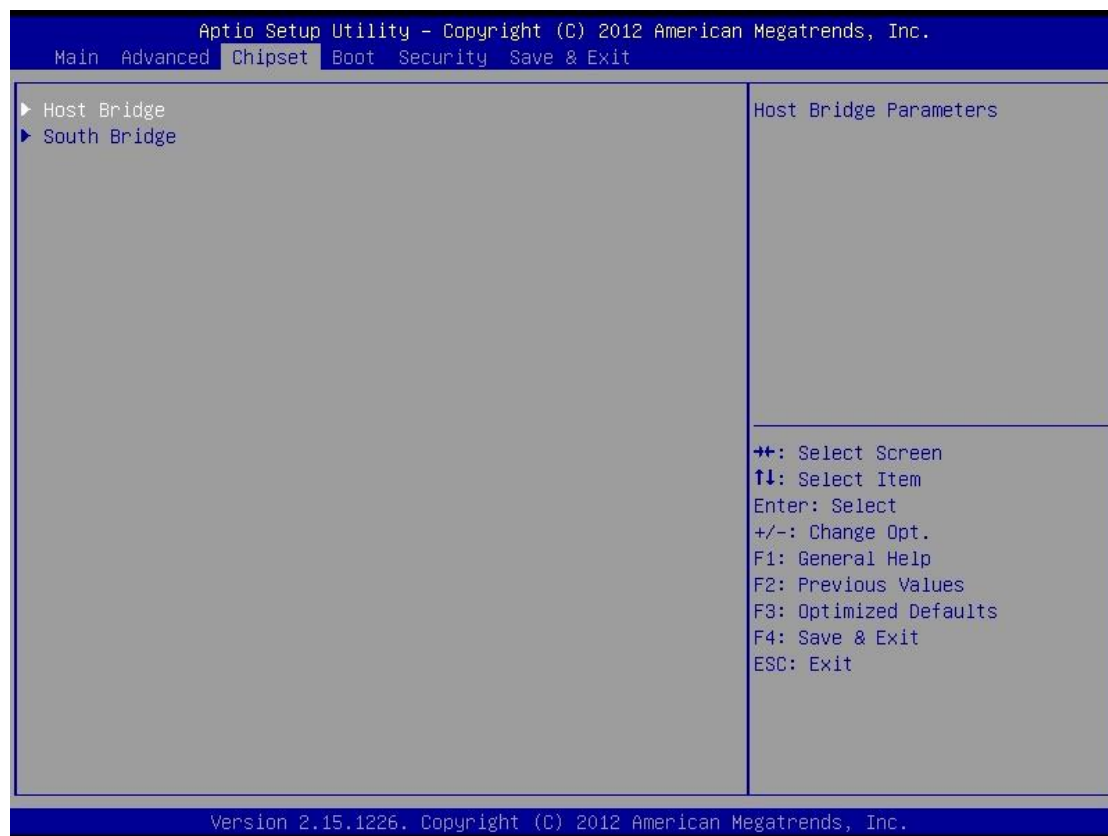 Aptio Setup Utility – Copyright (C) 2012 American Megatrends, Inc.
Main Advanced Chipset Boot Security Save & Exit
▶ Host Bridge
▶ South Bridge
Host Bridge Parameters
→←: Select Screen
↑↓: Select Item
Enter: Select
+/-: Change Opt.
F1: General Help
F2: Previous Values
F3: Optimized Defaults
F4: Save & Exit
ESC: Exit
Version 2.15.1226. Copyright (C) 2012 American Megatrends, Inc.